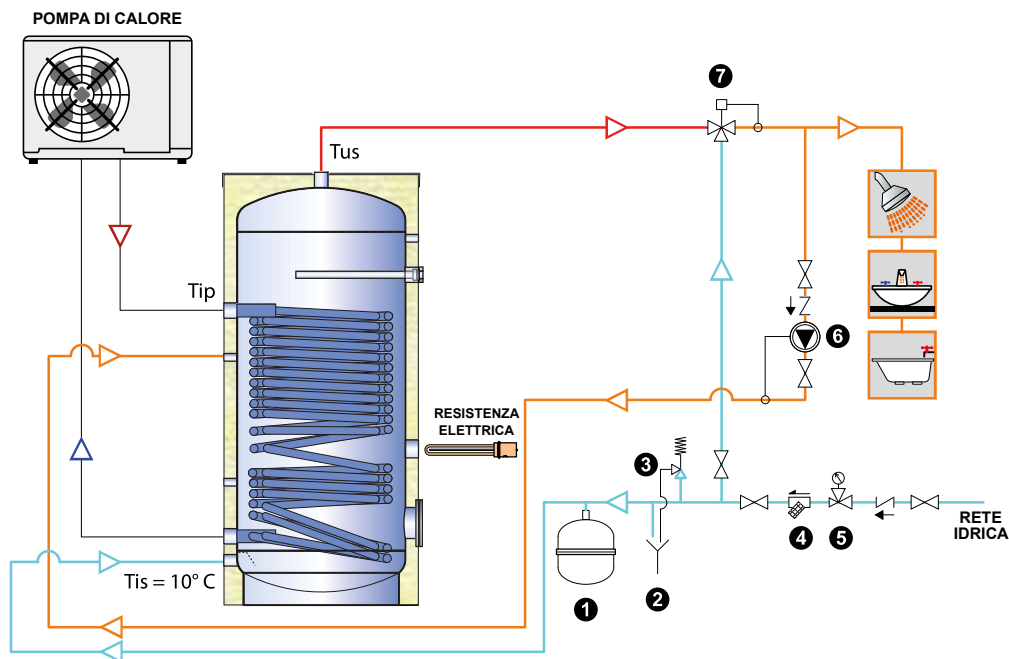 POMPA DI CALORE
7
Tus
Tip
6
RESISTENZA
ELETTRICA
3
RETE
IDRICA
4
5
Tis = 10° C
1
2